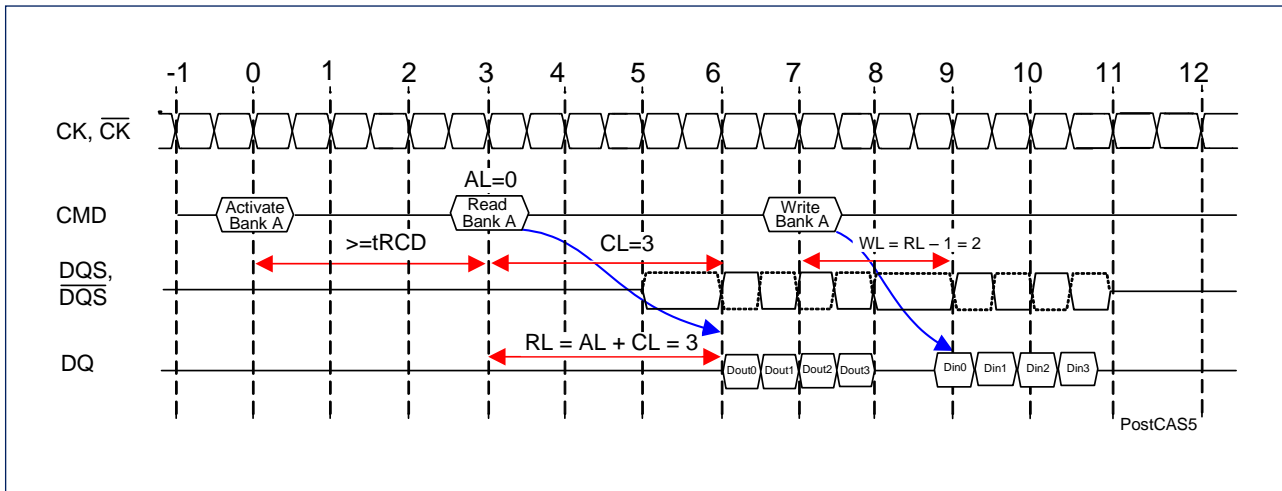 -1 0 1 2 3 4 5 6 7 8 9 10 11 12
CK, CK
AL=0
CMD
Activate
Bank A
Read
Bank A
Write
Bank A
>=tRCD
CL=3
WL = RL – 1 = 2
DQS,
DQS
RL = AL + CL = 3
DQ
Dout0 Dout1 Dout2 Dout3
Din0 Din1 Din2 Din3
PostCAS5